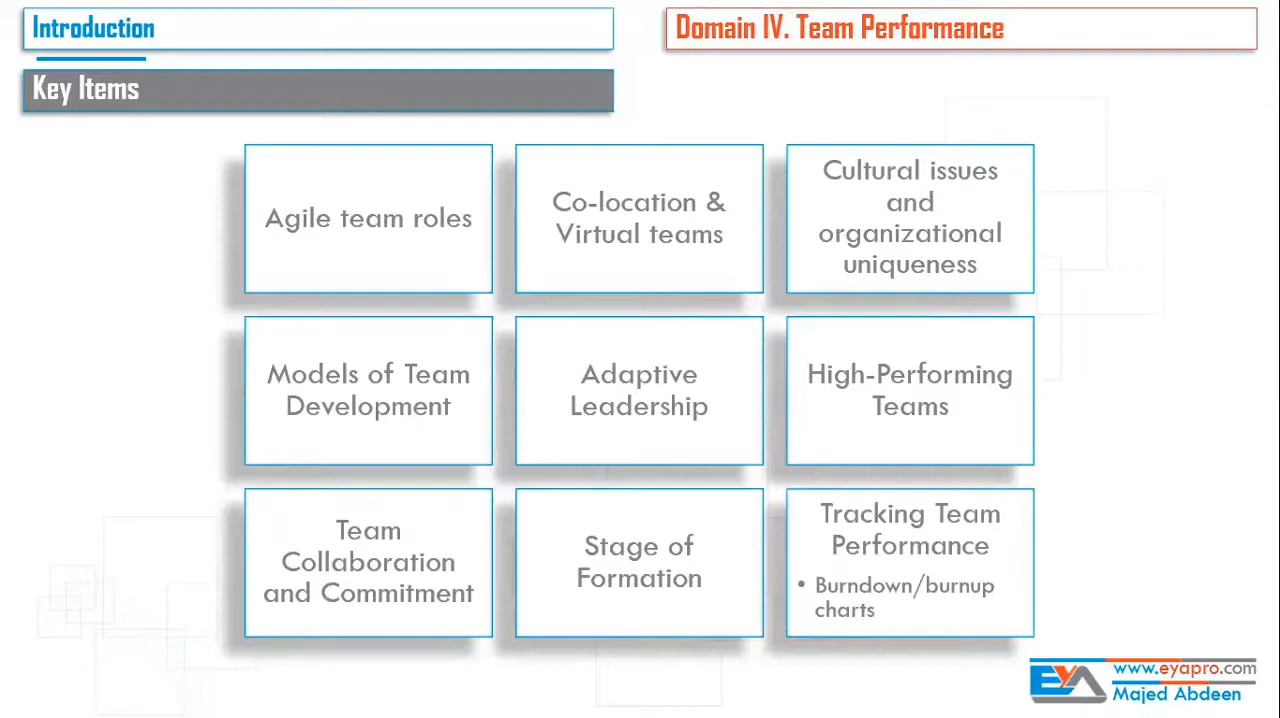 Introduction
Domain IV. Team Performance
Key Items
Agile team roles
Co-location &
Virtual teams
Cultural issues
and
organizational
uniqueness
Models of Team
Development
Adaptive
Leadership
High-Performing
Teams
Team
Collaboration
and Commitment
Stage of
Formation
Tracking Team
Performance
• Burndown/burnup
charts
EYA
www.eyapro.com
Majed Abdeen